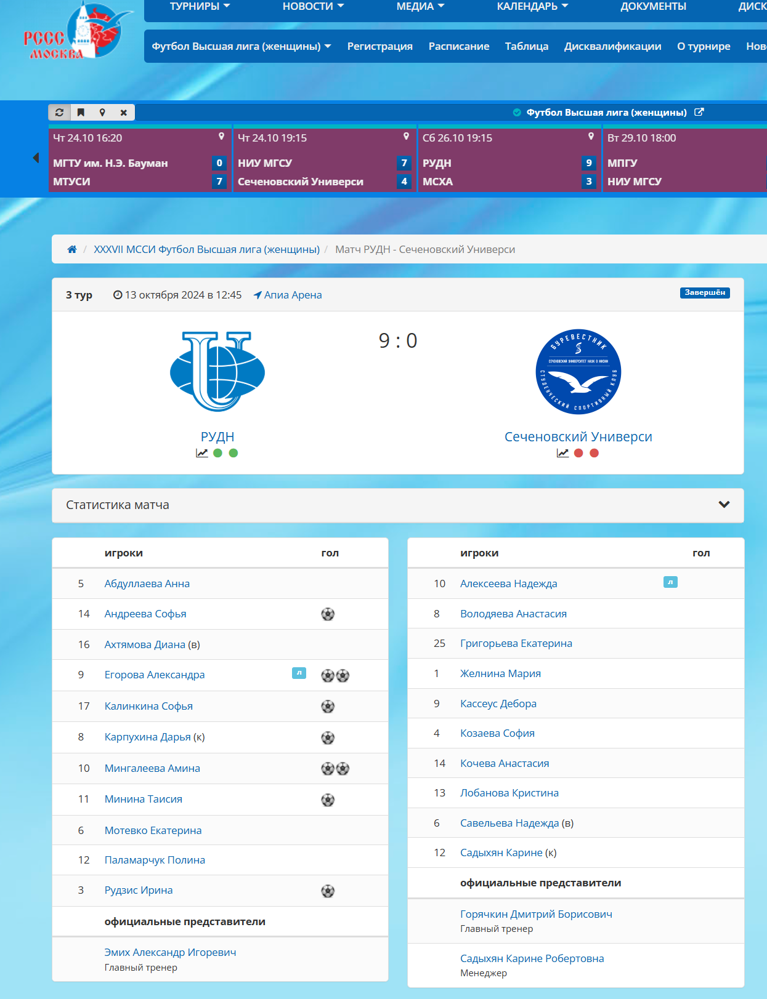 ТУРНИРЫ НОВОСТИ МЕДИА КАЛЕНДАРЬ ДОКУМЕНТЫ ДИСК
РССС
МОСКВА
Футбол Высшая лига (женщины) Регистрация Расписание Таблица Дисквалификации О турнире Нов
Футбол Высшая лига (женщины)
Чт 24.10 16:20
МГТУ им. Н.Э. Бауман 0
МТУСИ 7
Чт 24.10 19:15
НИУ МГСУ 7
Сеченовский Универси 4
Сб 26.10 19:15
РУДН 9
МСХА 3
Вт 29.10 18:00
МПГУ
НИУ МГСУ
/ XXXVII МССИ Футбол Высшая лига (женщины) / Матч РУДН - Сеченовский Универси
3 тур 13 октября 2024 в 12:45 Апиа Арена Завершён
9 : 0
БУРЕВЕСТНИК
СЕЧЕНОВСКИЙ УНИВЕРСИТЕТ НАУК О ЖИЗНИ
СТУДЕНЧЕСКИЙ СПОРТИВНЫЙ КЛУБ
РУДН
Сеченовский Универси
Статистика матча
игроки гол
5 Абдуллаева Анна
14 Андреева Софья
16 Ахтямова Диана (в)
9 Егорова Александра л
17 Калинкина Софья
8 Карпухина Дарья (к)
10 Мингалеева Амина
11 Минина Таисия
6 Мотевко Екатерина
12 Паламарчук Полина
3 Рудзис Ирина
официальные представители
Эмих Александр Игоревич
Главный тренер
игроки гол
10 Алексеева Надежда л
8 Володяева Анастасия
25 Григорьева Екатерина
1 Желнина Мария
9 Кассеус Дебора
4 Козаева София
14 Кочева Анастасия
13 Лобанова Кристина
6 Савельева Надежда (в)
12 Садыхян Карине (к)
официальные представители
Горячкин Дмитрий Борисович
Главный тренер
Садыхян Карине Робертовна
Менеджер